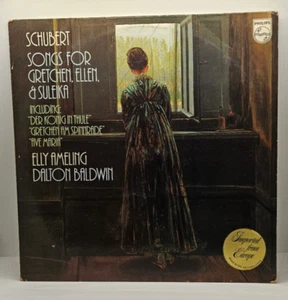 SCHUBERT
SONGS FOR
GRETCHEN, ELLEN,
& SULEIKA
INCLUDING:
"DER KÖNIG IN THULE"
"GRETCHEN AM SPINNRADE"
"AVE MARIA"
ELLY AMELING
DALTON BALDWIN
PHILIPS
Imported
from
Europe